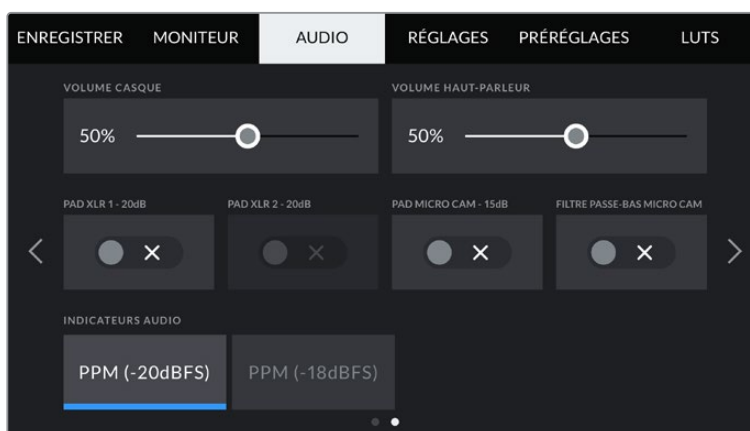 ENREGISTRER MONITEUR AUDIO RÉGLAGES PRÉRÉGLAGES LUTS
VOLUME CASQUE VOLUME HAUT-PARLEUR
50% 50%
PAD XLR 1 - 20dB PAD XLR 2 - 20dB PAD MICRO CAM - 15dB FILTRE PASSE-BAS MICRO CAM
INDICATEURS AUDIO
PPM (-20dBFS) PPM (-18dBFS)